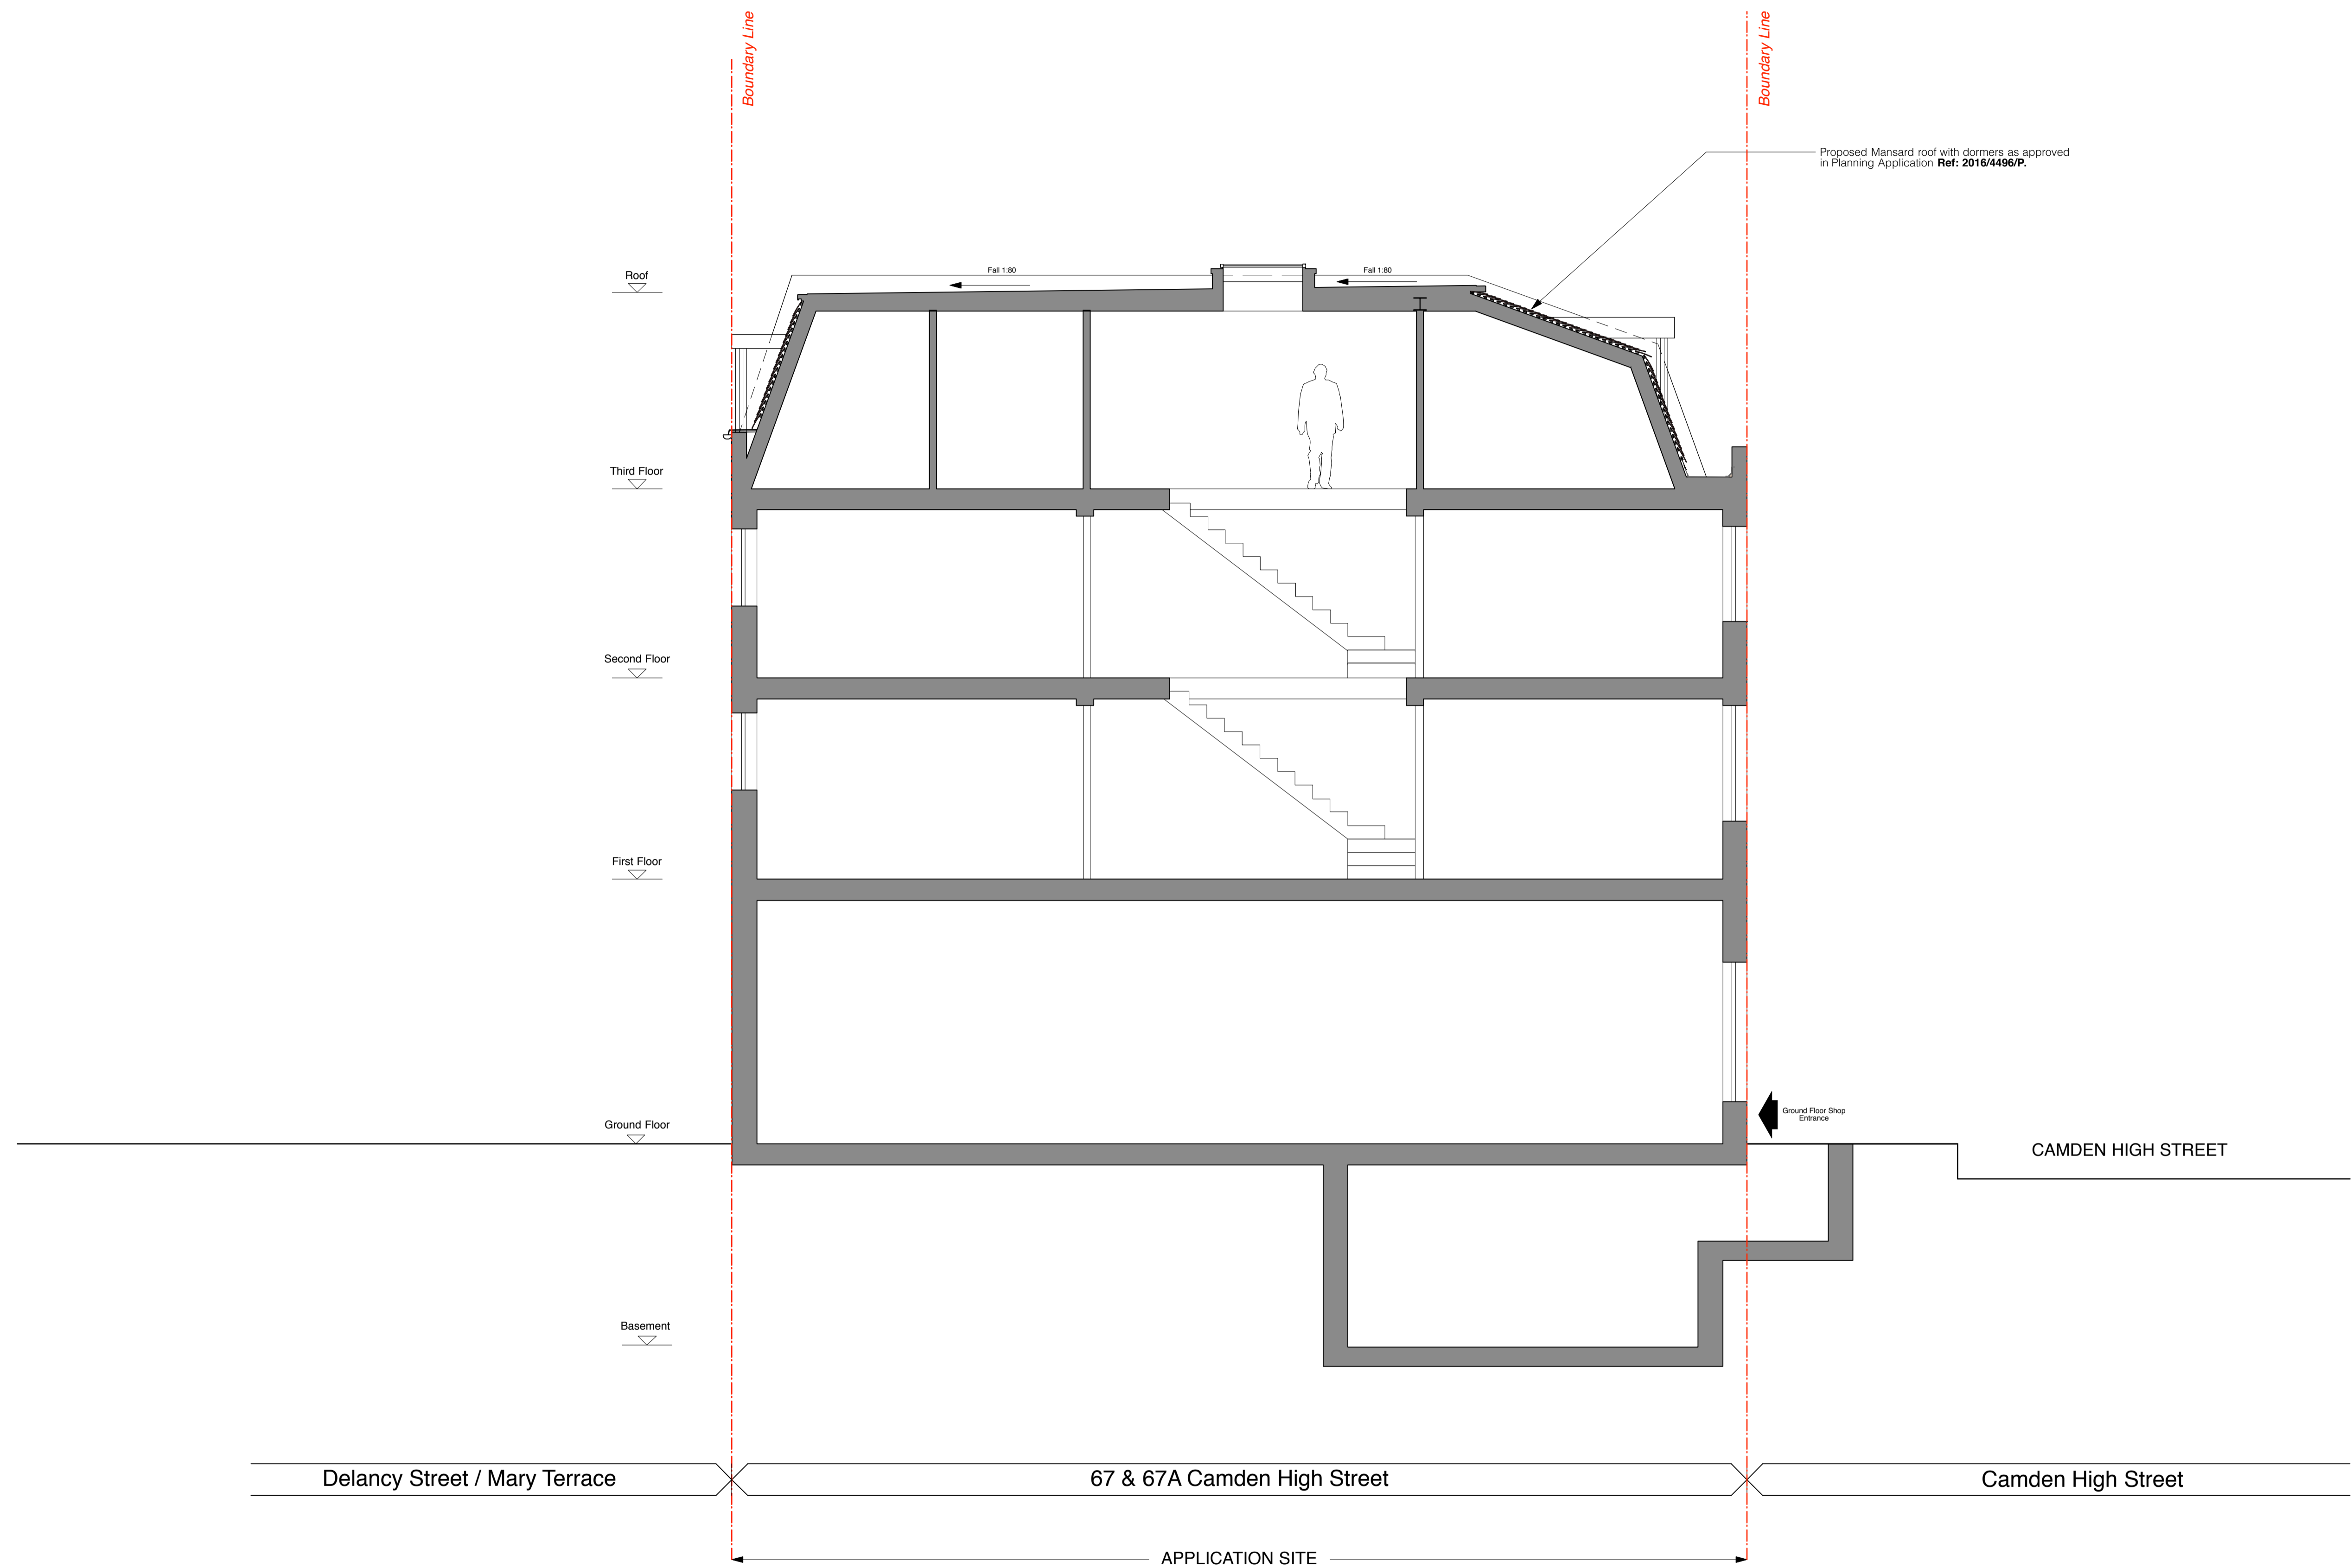 Boundary Line
Boundary Line
Proposed Mansard roof with dormers as approved
in Planning Application Ref: 2016/4496/P.
Roof
Fall 1:80
Fall 1:80
Third Floor
Second Floor
First Floor
Ground Floor Shop
Entrance
Ground Floor
CAMDEN HIGH STREET
Basement
Delancy Street / Mary Terrace
67 & 67A Camden High Street
Camden High Street
APPLICATION SITE